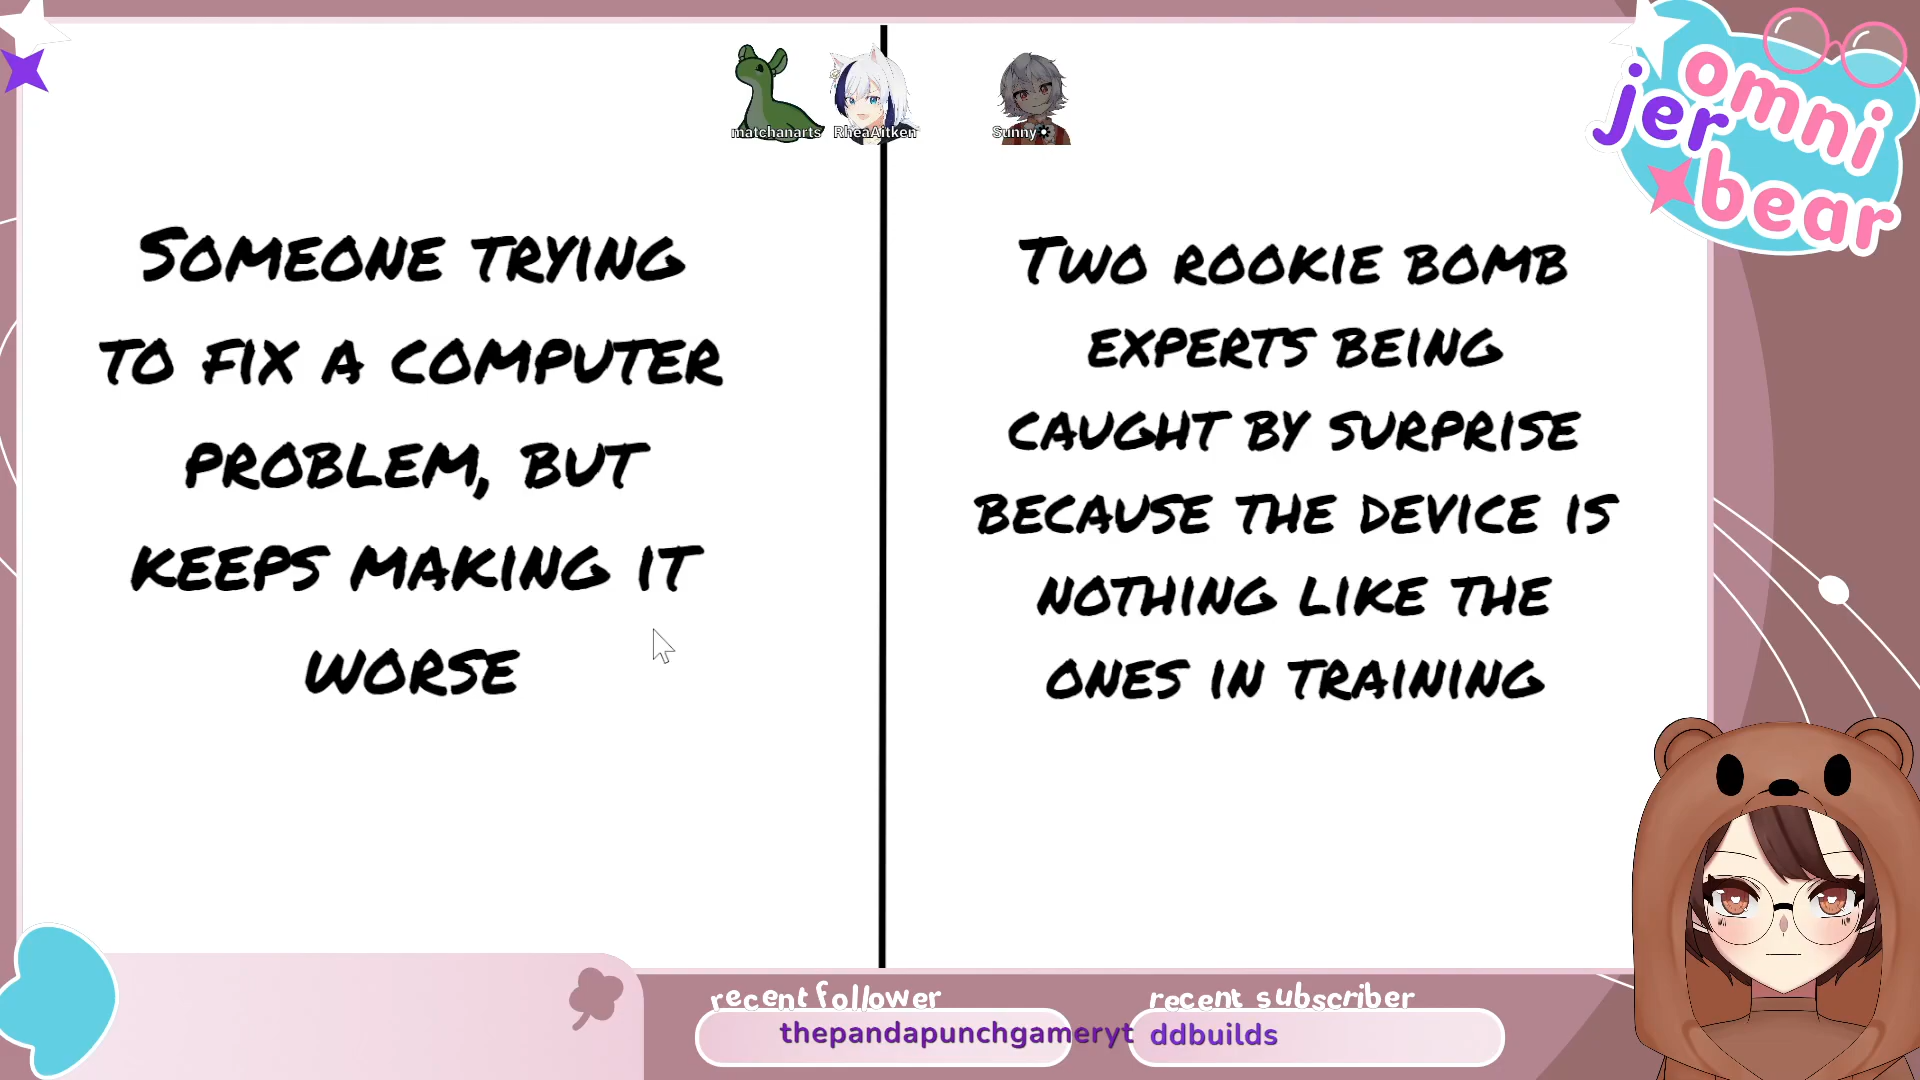 matchanarts
RheaAitken
Sunny
omni
jer
bear
Someone trying
to fix a computer
problem, but
keeps making it
worse
Two rookie bomb
experts being
caught by surprise
because the device is
nothing like the
ones in training
recent follower
thepandapunchgameryt
recent subscriber
ddbuilds